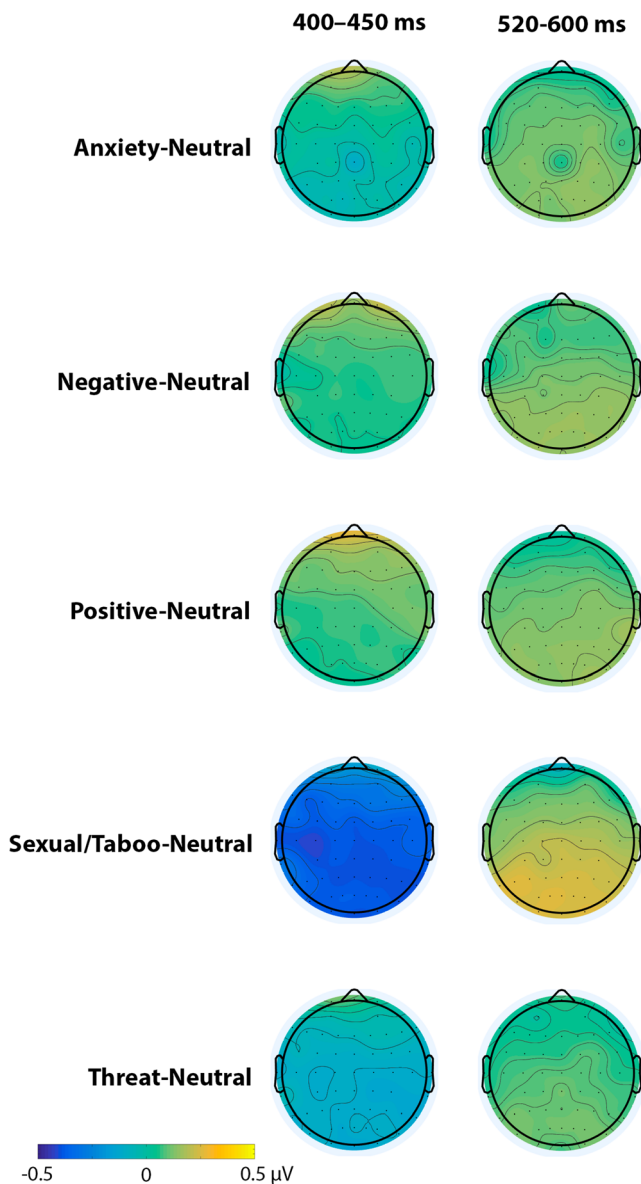 400–450 ms 520-600 ms
Anxiety-Neutral
Negative-Neutral
Positive-Neutral
Sexual/Taboo-Neutral
Threat-Neutral
-0.5 0 0.5 μV